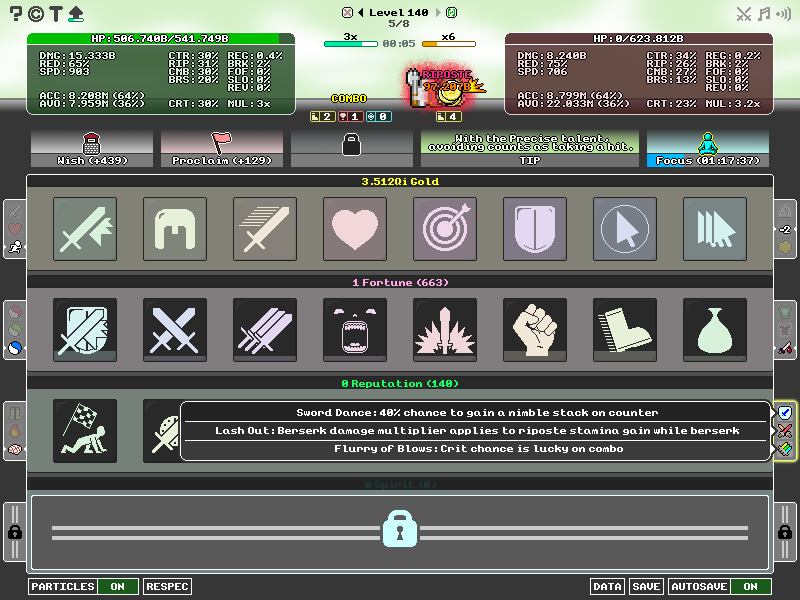 ? © T
Level 140
5/8
HP: 506.740B/541.749B
DMG: 15.333B
RED: 65%
SPD: 903
CTR: 30%
RIP: 31%
CNB: 30%
BRS: 20%
REG: 0.4%
BRK: 2%
FOF: 0%
SLO: 0%
REV: 0%
ACC: 8.208M (64%)
AVO: 7.959M (36%)
CRT: 30%
MUL: 3x
3x
00:05
x6
COMBO
RIPOSTE
2
1
0
4
HP: 0/623.812B
DMG: 8.240B
RED: 75%
SPD: 706
CTR: 34%
RIP: 26%
CNB: 27%
BRS: 13%
REG: 0.2%
BRK: 2%
FOF: 0%
SLO: 0%
REV: 0%
ACC: 8.799M (64%)
AVO: 22.033M (36%)
CRT: 23%
MUL: 3.2x
Wish (+439)
Proclaim (+129)
With the Precise talent,
avoiding counts as taking a hit.
TIP
Focus (01:17:37)
3.512Qi Gold
-2
1 Fortune (663)
0 Reputation (140)
Sword Dance: 40% chance to gain a nimble stack on counter
Lash Out: Berserk damage multiplier applies to riposte stamina gain while berserk
Flurry of Blows: Crit chance is lucky on combo
0 Spirit (0)
PARTICLES ON
RESPEC
DATA
SAVE
AUTOSAVE ON